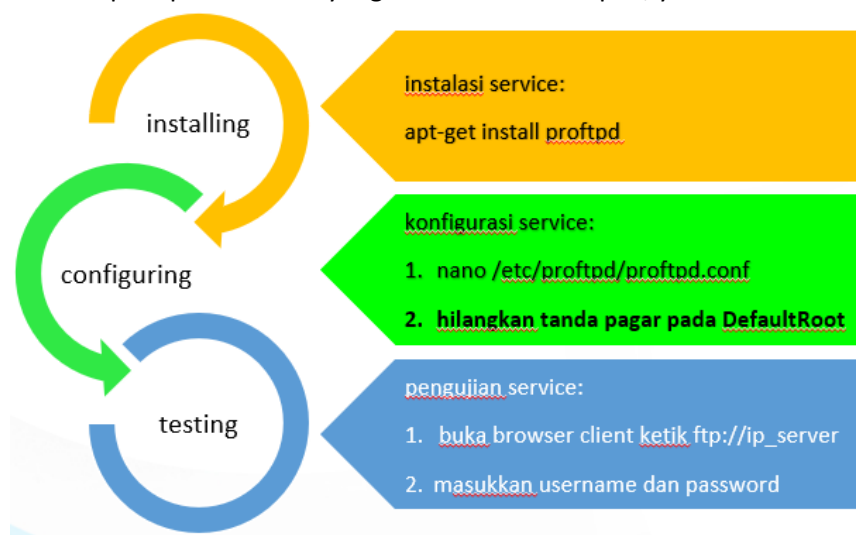 installing
instalasi service:
apt-get install proftpd
configuring
konfigurasi service:
1. nano /etc/proftpd/proftpd.conf
2. hilangkan tanda pagar pada DefaultRoot
testing
pengujian service:
1. buka browser client ketik ftp://ip_server
2. masukkan username dan password